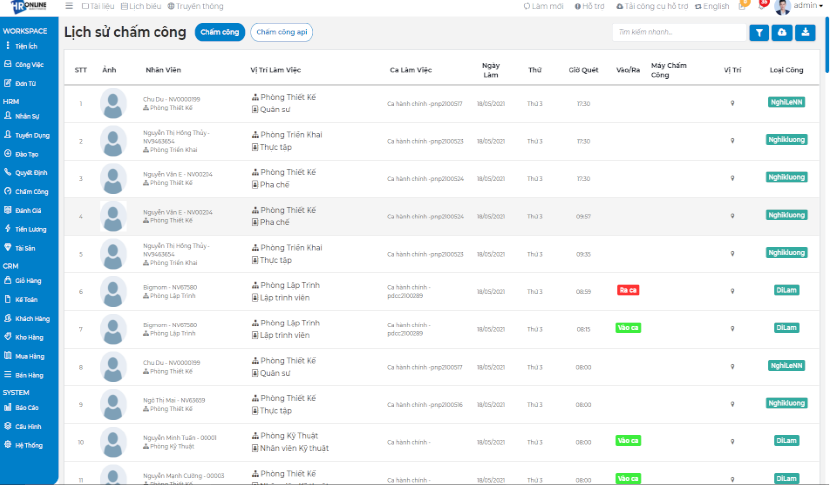 HRONLINE
Tài liệu Lịch biểu Truyền thông
Làm mới Hỗ trợ Tải công cụ hỗ trợ English admin
WORKSPACE
Tiện ích
Công Việc
Đơn Từ
HRM
Nhân Sự
Tuyển Dụng
Đào Tạo
Quyết Định
Chấm Công
Đánh Giá
Tiền Lương
Tài Sản
CRM
Giỏ Hàng
Kế Toán
Khách Hàng
Kho Hàng
Mua Hàng
Bán Hàng
SYSTEM
Báo Cáo
Cấu Hình
Hệ Thống
Lịch sử chấm công
Chấm công
Chấm công api
Tìm kiếm nhanh...
STT Ảnh Nhân Viên Vị Trí Làm Việc Ca Làm Việc Ngày Làm Thứ Giờ Quét Vào/Ra Máy Chấm Công Vị Trí Loại Công
1 Chu Du - NV0000199 Phòng Thiết Kế Phòng Thiết Kế Quân sư Ca hành chính -pnp2100517 18/05/2021 Thứ 3 17:30 NghiLeNN
2 Nguyễn Thị Hồng Thúy - NV9463654 Phòng Triển Khai Phòng Triển Khai Thực tập Ca hành chính -pnp2100523 18/05/2021 Thứ 3 17:30 Nghikluong
3 Nguyễn Văn E - NV00204 Phòng Thiết Kế Phòng Thiết Kế Pha chế Ca hành chính -pnp2100524 18/05/2021 Thứ 3 17:30 Nghikluong
4 Nguyễn Văn E - NV00204 Phòng Thiết Kế Phòng Thiết Kế Pha chế Ca hành chính -pnp2100524 18/05/2021 Thứ 3 09:57 Nghikluong
5 Nguyễn Thị Hồng Thúy - NV9463654 Phòng Triển Khai Phòng Triển Khai Thực tập Ca hành chính -pnp2100523 18/05/2021 Thứ 3 09:35 Nghikluong
6 Bigmom - NV67580 Phòng Lập Trình Phòng Lập Trình Lập trình viên Ca hành chính - pdcc2100289 18/05/2021 Thứ 3 08:59 Ra ca DiLam
7 Bigmom - NV67580 Phòng Lập Trình Phòng Lập Trình Lập trình viên Ca hành chính - pdcc2100289 18/05/2021 Thứ 3 08:15 Vào ca DiLam
8 Chu Du - NV0000199 Phòng Thiết Kế Phòng Thiết Kế Quân sư Ca hành chính -pnp2100517 18/05/2021 Thứ 3 08:00 NghiLeNN
9 Ngô Thị Mai - NV63659 Phòng Thiết Kế Phòng Thiết Kế Thực tập Ca hành chính -pnp2100516 18/05/2021 Thứ 3 08:00 Nghikluong
10 Nguyễn Minh Tuấn - 00001 Phòng Kỹ Thuật Phòng Kỹ Thuật Nhân viên Kỹ thuật Ca hành chính - 18/05/2021 Thứ 3 08:00 Vào ca DiLam
11 Nguyễn Mạnh Cường - 00003 Phòng Thiết Kế Ca hành chính - 18/05/2021 Thứ 3 08:00 Vào ca DiLam